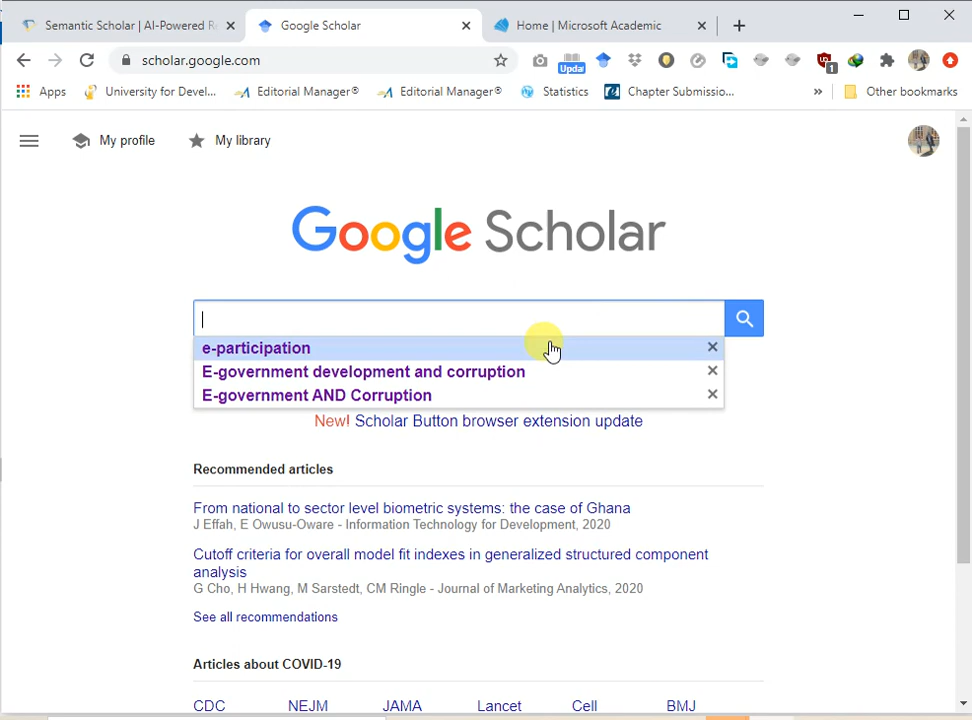 Semantic Scholar | AI-Powered R
Google Scholar
Home | Microsoft Academic
scholar.google.com
Upda
1
Apps
University for Devel...
Editorial Manager®
Editorial Manager®
Statistics
Chapter Submissio...
»
Other bookmarks
My profile
My library
Google Scholar
e-participation
E-government development and corruption
E-government AND Corruption
New! Scholar Button browser extension update
Recommended articles
From national to sector level biometric systems: the case of Ghana
J Effah, E Owusu-Oware - Information Technology for Development, 2020
Cutoff criteria for overall model fit indexes in generalized structured component
analysis
G Cho, H Hwang, M Sarstedt, CM Ringle - Journal of Marketing Analytics, 2020
See all recommendations
Articles about COVID-19
CDC NEJM JAMA Lancet Cell BMJ